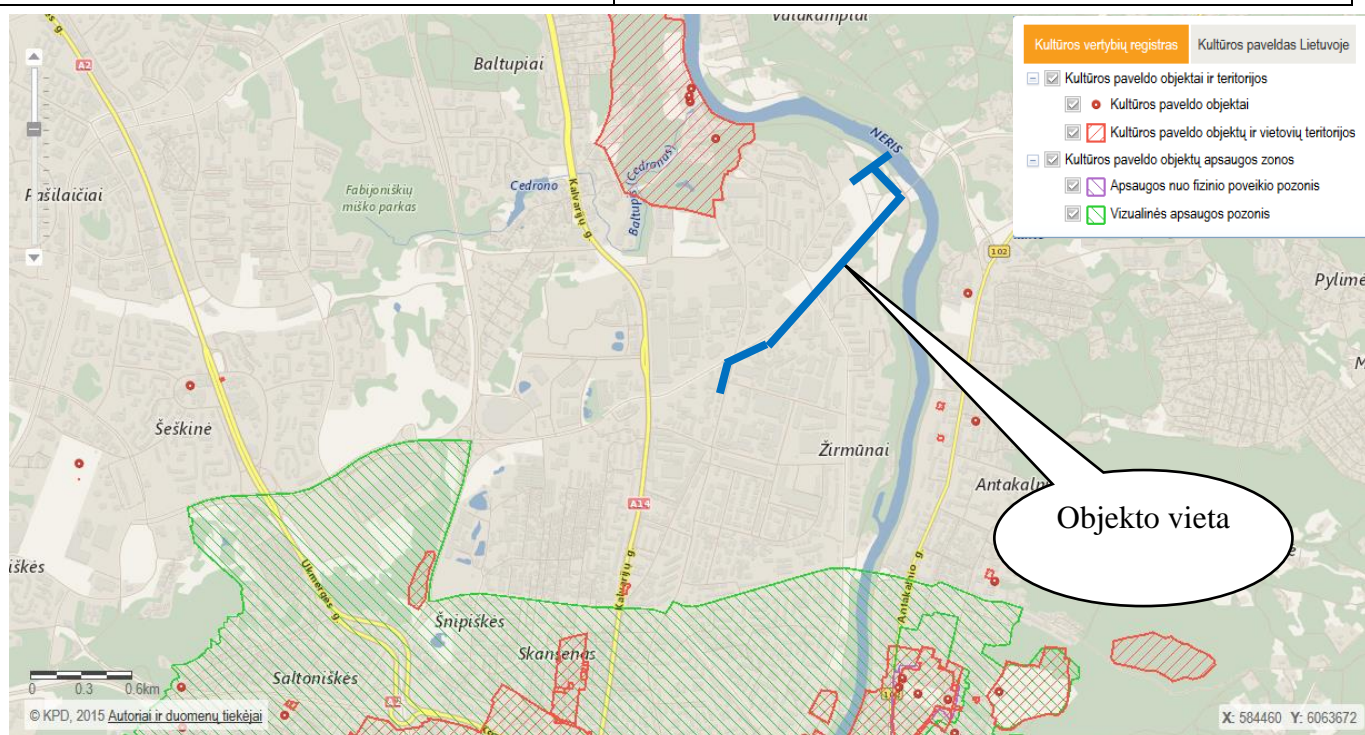 Valakampiai
Kultūros vertybių registras
Kultūros paveldas Lietuvoje
Kultūros paveldo objektai ir teritorijos
Kultūros paveldo objektai
Kultūros paveldo objektų ir vietovių teritorijos
Kultūros paveldo objektų apsaugos zonos
Apsaugos nuo fizinio poveikio pozonis
Vizualinės apsaugos pozonis
A2
Baltupiai
NERIS
Fabijoniškių
miško parkas
Cedrono
Baltupis (Cedronas)
Kalvarijų g.
102
Pylimė
Šeškinė
Žirmūnai
A14
Objekto vieta
iškės
Ukmergės g.
Kalvarijų g.
Antakalnio g.
Šnipiškės
Skansenas
Saltoniškės
A2
0 0.3 0.6km
© KPD, 2015 Autoriai ir duomenų tiekėjai
X: 584460 Y: 6063672